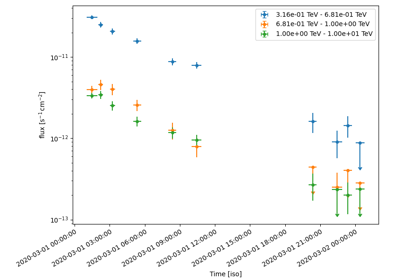 3.16e-01 TeV - 6.81e-01 TeV
6.81e-01 TeV - 1.00e+00 TeV
1.00e+00 TeV - 1.00e+01 TeV
10⁻¹¹
10⁻¹²
10⁻¹³
flux [s⁻¹ cm⁻²]
2020-03-01 00:00:00
2020-03-01 03:00:00
2020-03-01 06:00:00
2020-03-01 09:00:00
2020-03-01 12:00:00
2020-03-01 15:00:00
2020-03-01 18:00:00
2020-03-01 21:00:00
2020-03-02 00:00:00
Time [iso]